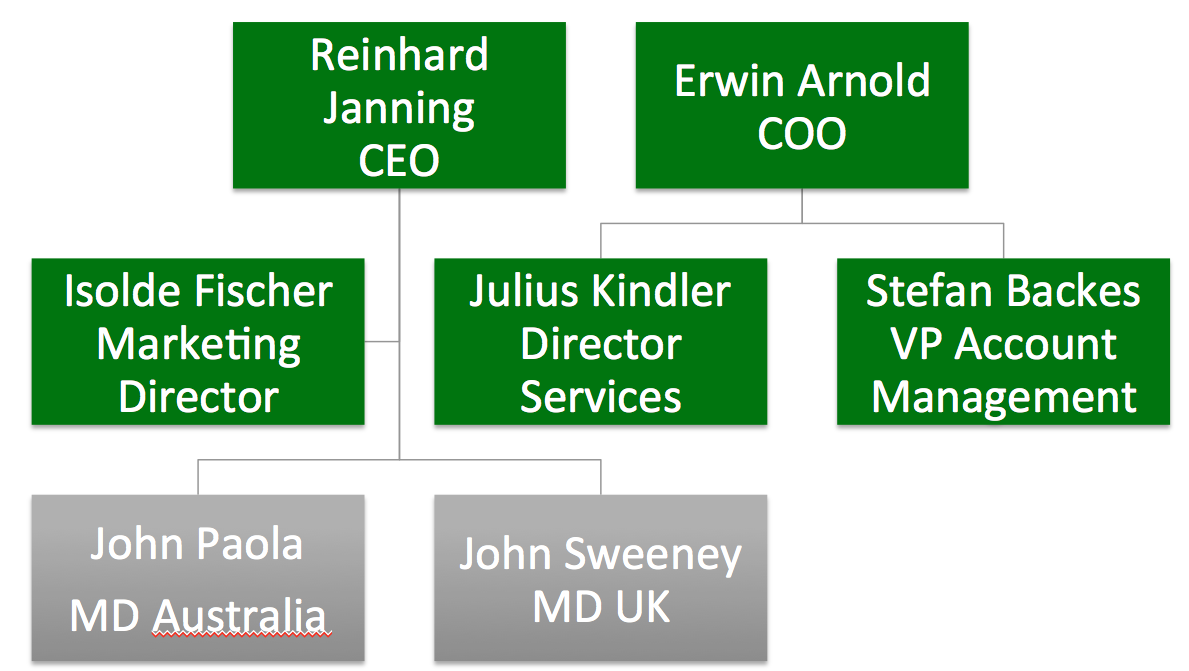 Reinhard
Janning
CEO
Erwin Arnold
COO
Isolde Fischer
Marketing
Director
Julius Kindler
Director
Services
Stefan Backes
VP Account
Management
John Paola
MD Australia
John Sweeney
MD UK